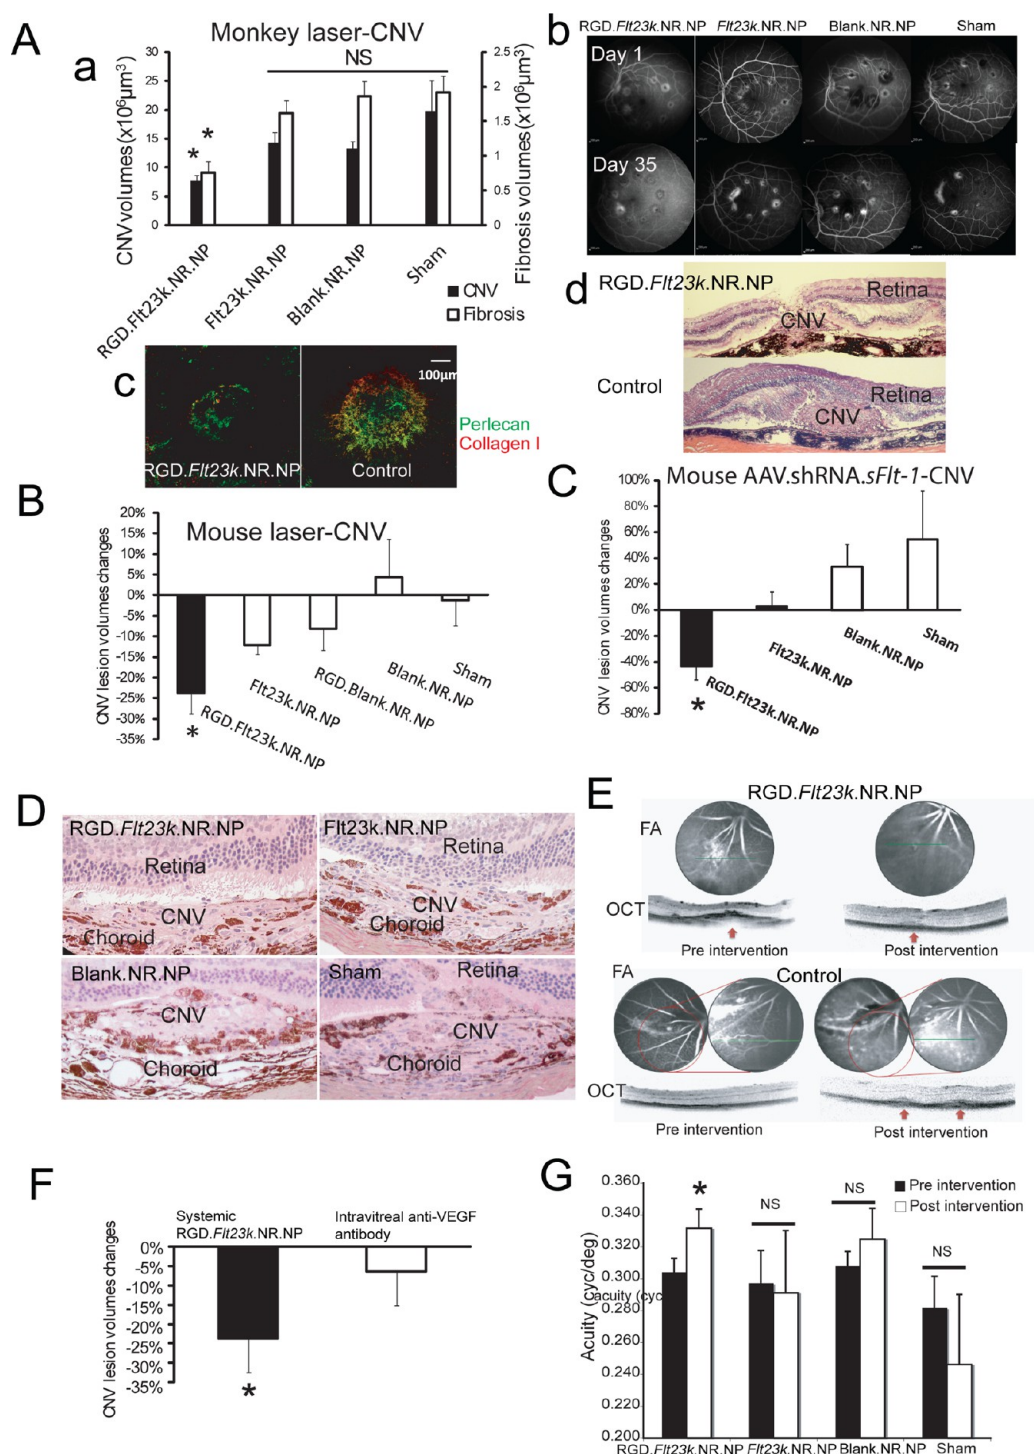 A
Monkey laser-CNV
a
NS
CNV volumes (x10⁶μm³)
30
25
20
15
10
5
0
Fibrosis volumes (x10⁶μm³)
2.5
2
1.5
1
0.5
0
*
*
RGD.Flt23k.NR.NP
Flt23k.NR.NP
Blank.NR.NP
Sham
CNV
Fibrosis
b
RGD.Flt23k.NR.NP Flt23k.NR.NP Blank.NR.NP Sham
Day 1
Day 35
c
100μm
RGD.Flt23k.NR.NP
Control
Perlecan
Collagen I
d
RGD.Flt23k.NR.NP
Retina
CNV
Control
Retina
CNV
B
Mouse laser-CNV
CNV lesion volumes changes
20%
15%
10%
5%
0%
-5%
-10%
-15%
-20%
-25%
-30%
-35%
*
RGD.Flt23k.NR.NP
Flt23k.NR.NP
RGD.Blank.NR.NP
Blank.NR.NP
Sham
C
Mouse AAV.shRNA.sFlt-1-CNV
CNV lesion volumes changes
100%
80%
60%
40%
20%
0%
-20%
-40%
-60%
-80%
*
RGD.Flt23k.NR.NP
Flt23k.NR.NP
Blank.NR.NP
Sham
D
RGD.Flt23k.NR.NP
Retina
CNV
Choroid
Flt23k.NR.NP
Retina
CNV
Choroid
Blank.NR.NP
CNV
Choroid
Sham
Retina
CNV
Choroid
E
RGD.Flt23k.NR.NP
FA
OCT
Pre intervention
Post intervention
FA
Control
OCT
Pre intervention
Post intervention
F
Systemic
RGD.Flt23k.NR.NP
Intravitreal anti-VEGF
antibody
CNV lesion volumes changes
0%
-5%
-10%
-15%
-20%
-25%
-30%
-35%
*
G
Pre intervention
Post intervention
Acuity (cyc/deg)
acuity (cyc
0.360
0.340
0.320
0.300
0.280
0.260
0.240
0.220
0.200
*
NS
NS
NS
RGD.Flt23k.NR.NP Flt23k.NR.NP Blank.NR.NP Sham